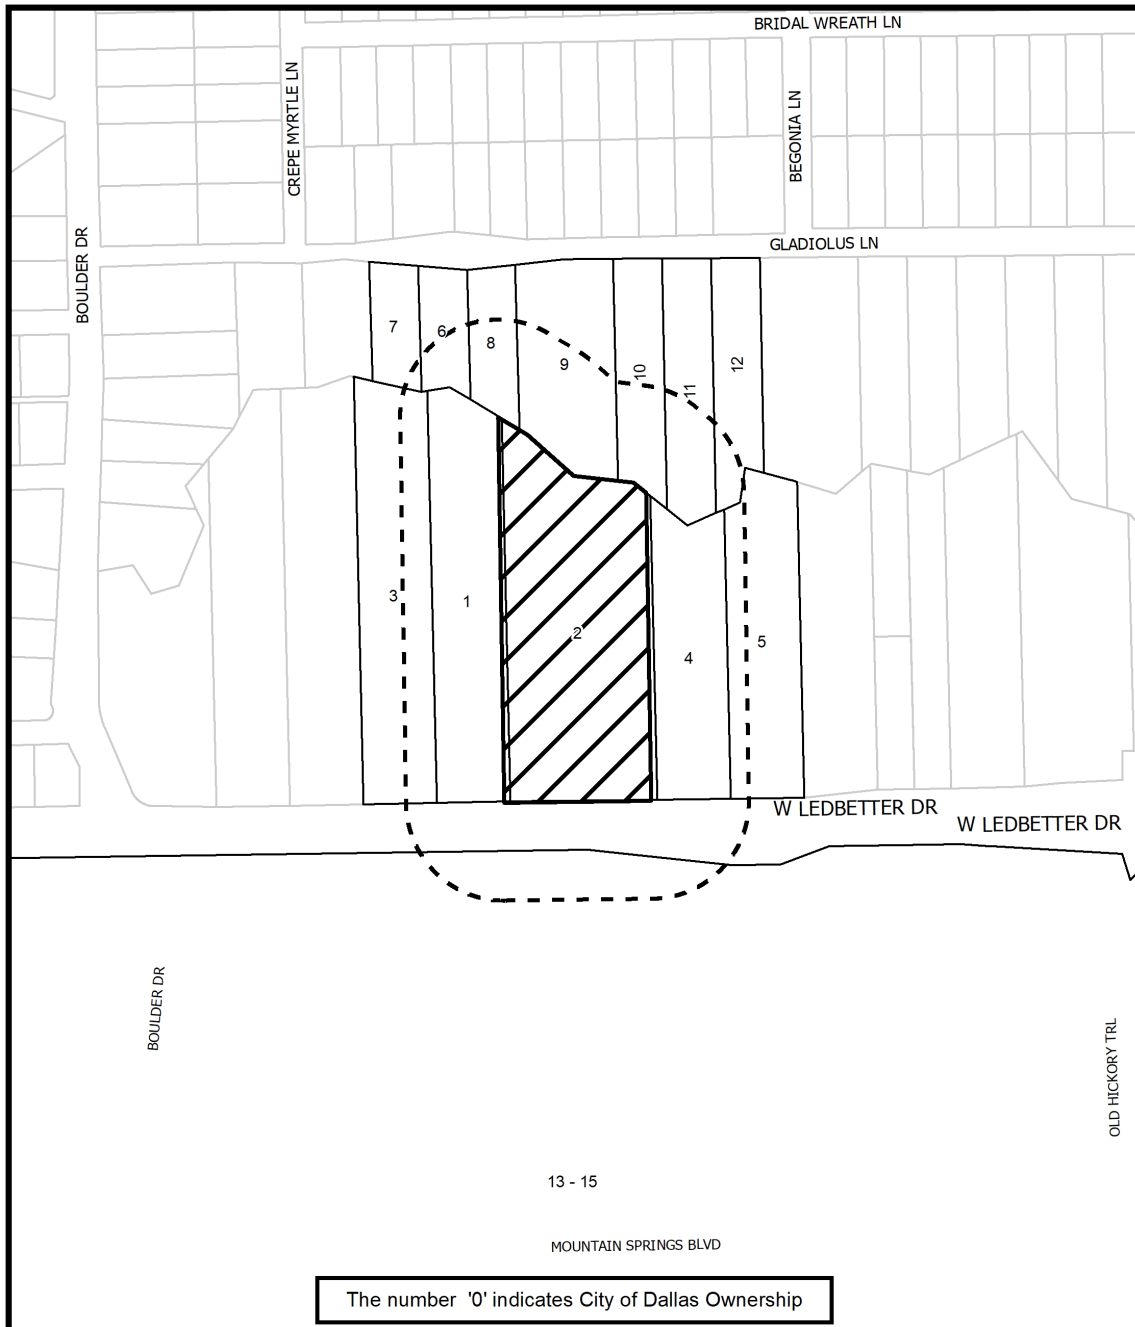 BRIDAL WREATH LN
CREPE MYRTLE LN
BEGONIA LN
BOULDER DR
GLADIOLUS LN
7
6
8
9
10
11
12
3
1
2
4
5
W LEDBETTER DR
W LEDBETTER DR
BOULDER DR
OLD HICKORY TRL
13 - 15
MOUNTAIN SPRINGS BLVD
The number '0' indicates City of Dallas Ownership